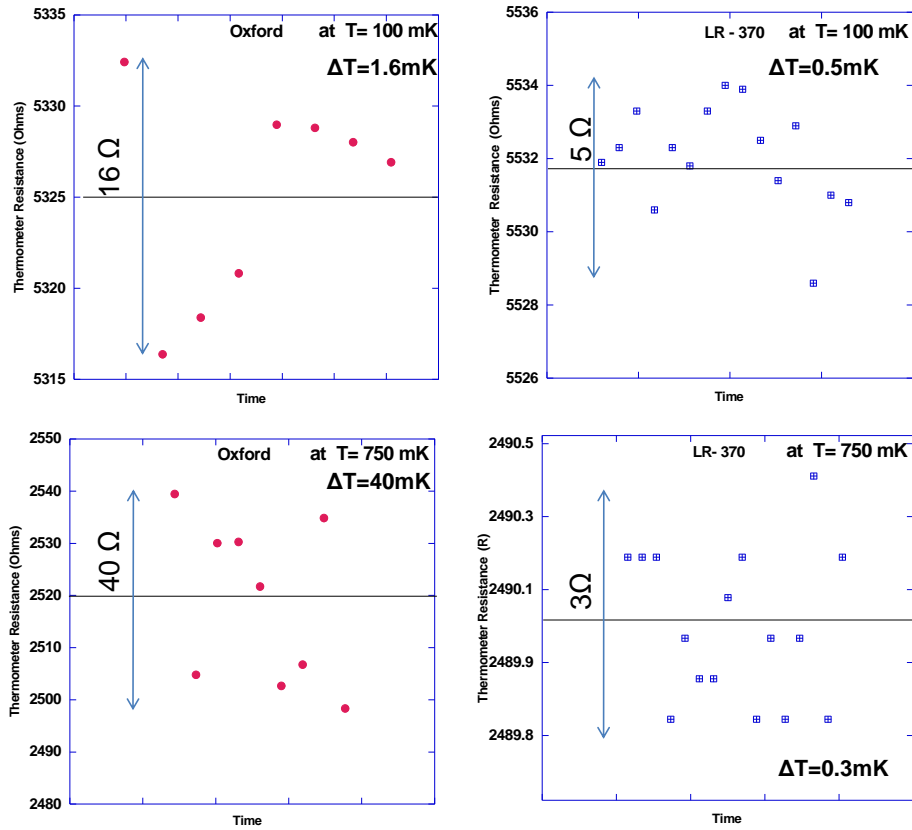 Oxford at T= 100 mK
ΔT=1.6mK
5335
5330
5325
5320
5315
Thermometer Resistance (Ohms)
16 Ω
Time
LR - 370 at T= 100 mK
ΔT=0.5mK
5536
5534
5532
5530
5528
5526
Thermometer Resistance (Ohms)
5 Ω
Time
Oxford at T= 750 mK
ΔT=40mK
2550
2540
2530
2520
2510
2500
2490
2480
Thermometer Resistance (Ohms)
40 Ω
Time
LR- 370 at T= 750 mK
2490.5
2490.3
2490.1
2489.9
2489.8
Thermometer Resistance (R)
3Ω
ΔT=0.3mK
Time